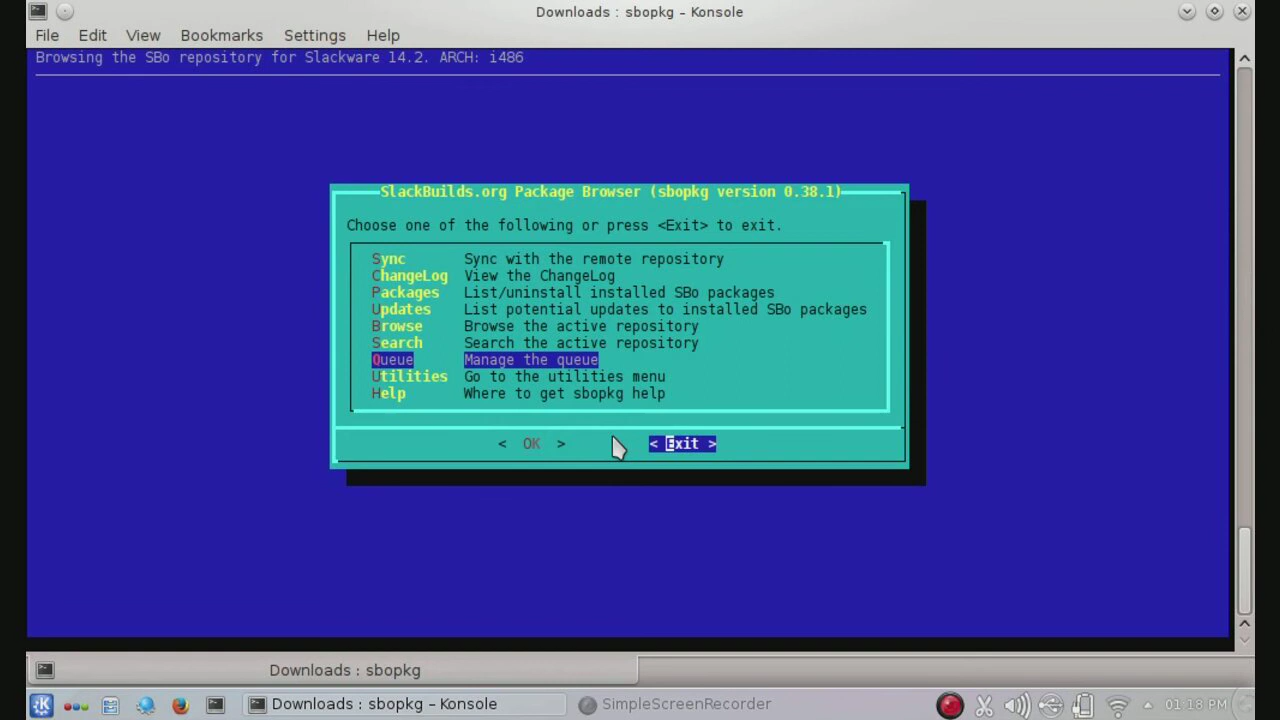 Downloads : sbopkg – Konsole
File Edit View Bookmarks Settings Help
Browsing the SBo repository for Slackware 14.2. ARCH: i486
SlackBuilds.org Package Browser (sbopkg version 0.38.1)
Choose one of the following or press <Exit> to exit.
Sync Sync with the remote repository
ChangeLog View the ChangeLog
Packages List/uninstall installed SBo packages
Updates List potential updates to installed SBo packages
Browse Browse the active repository
Search Search the active repository
Queue Manage the queue
Utilities Go to the utilities menu
Help Where to get sbopkg help
< OK > < Exit >
Downloads : sbopkg
Downloads : sbopkg – Konsole SimpleScreenRecorder 01:18 PM